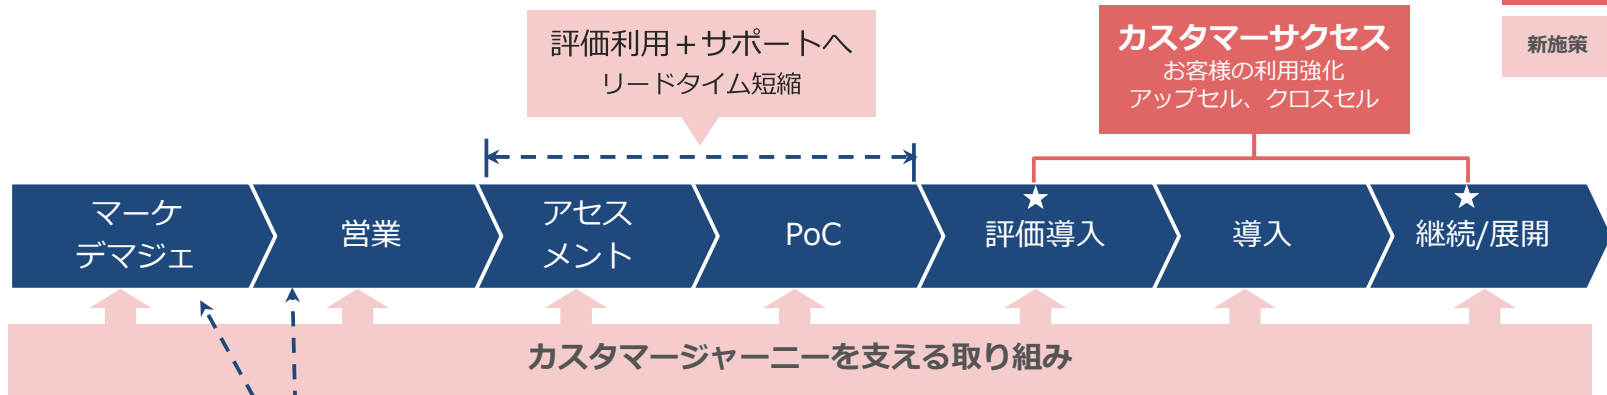 評価利用+サポートへ
リードタイム短縮
カスタマーサクセス
お客様の利用強化
アップセル、クロスセル
新施策
マーケ
デマジェ
営業
アセス
メント
PoC
評価導入
導入
継続/展開
カスタマージャーニーを支える取り組み